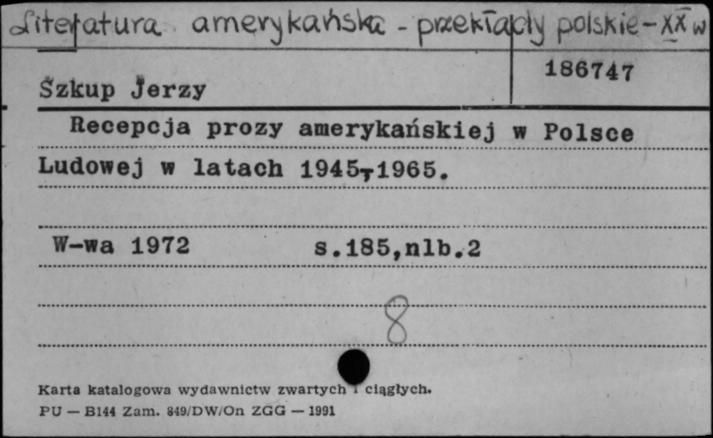 Literatura amerykańska - przekłady polskie - XX w
186747
Szkup Jerzy
Recepcja prozy amerykańskiej w Polsce
Ludowej w latach 1945-1965.
W-wa 1972 s.185,nlb.2
8
Karta katalogowa wydawnictw zwartych i ciągłych.
PU — B144 Zam. 849/DW/On ZGG — 1991